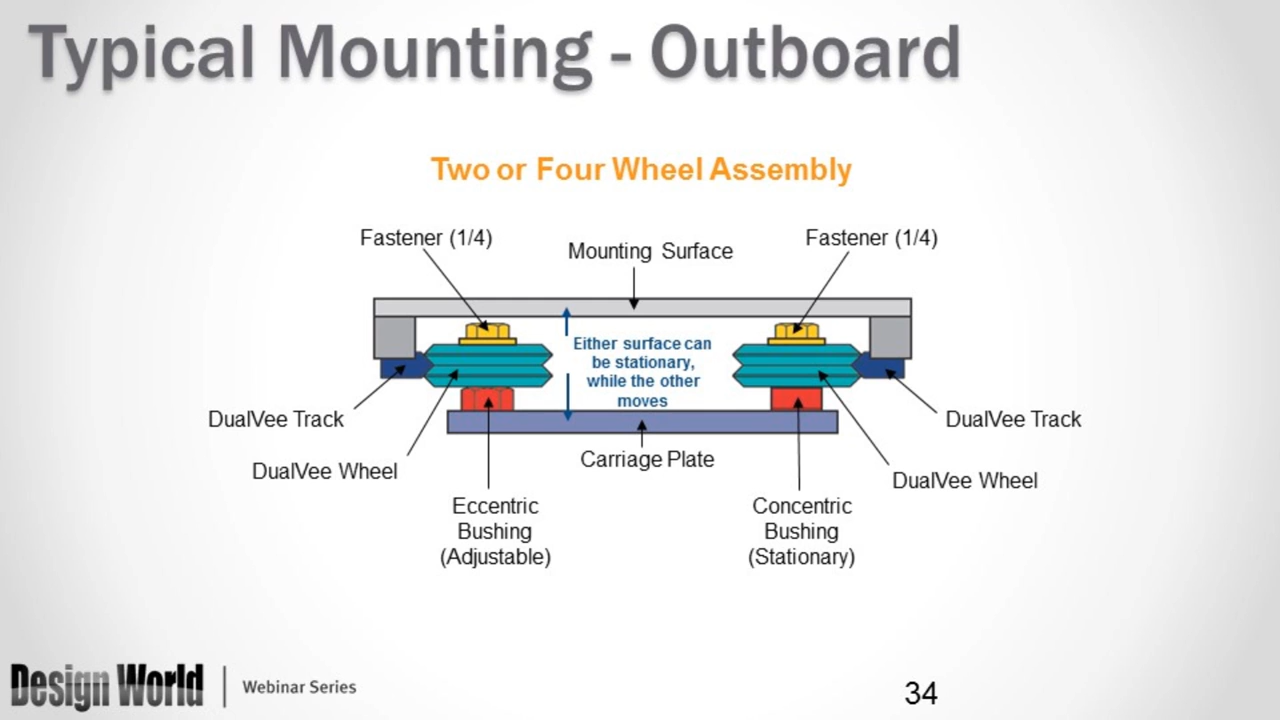 Typical Mounting - Outboard
Two or Four Wheel Assembly
Fastener (1/4)
Mounting Surface
Fastener (1/4)
Either surface can
be stationary,
while the other
moves
DualVee Track
DualVee Track
Carriage Plate
DualVee Wheel
DualVee Wheel
Eccentric
Bushing
(Adjustable)
Concentric
Bushing
(Stationary)
Design World
Webinar Series
34